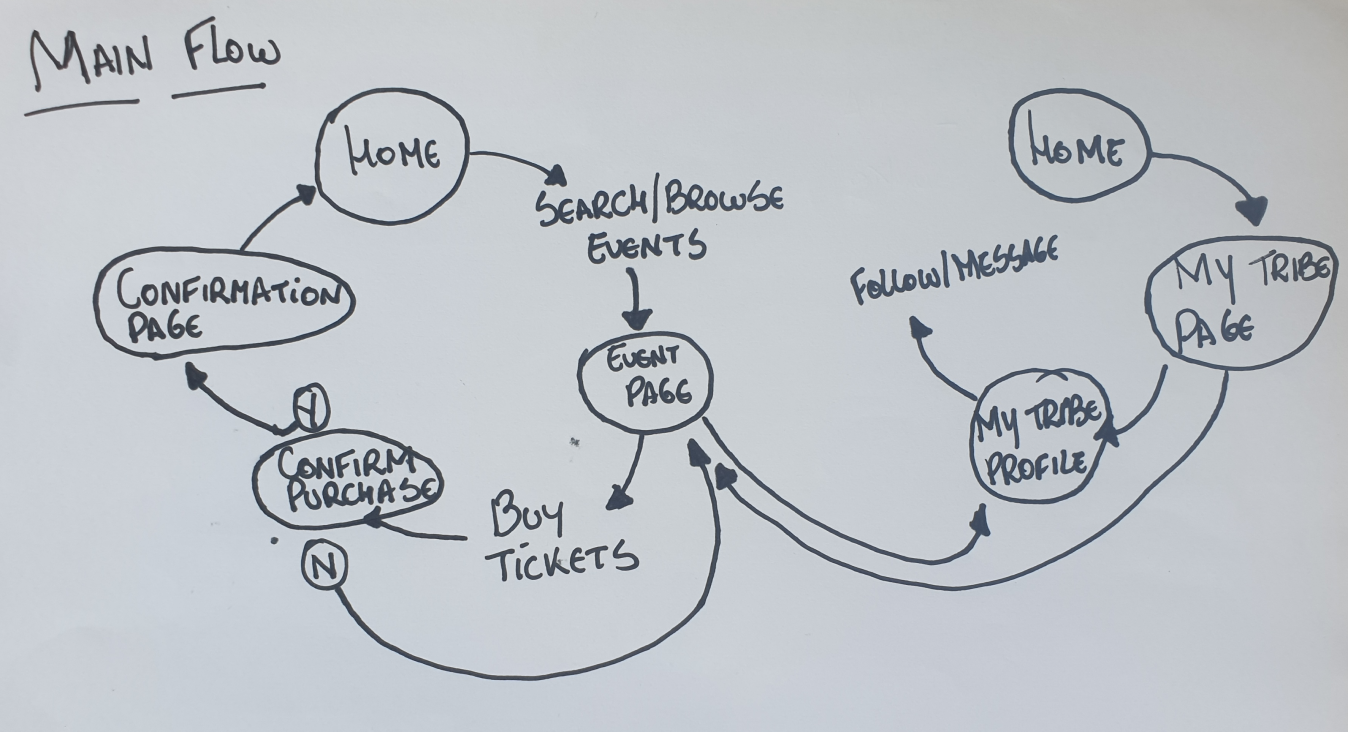 MAIN FLOW
HOME
SEARCH/BROWSE
EVENTS
EVENT
PAGE
BUY
TICKETS
CONFIRM
PURCHASE
N
CONFIRMATION
PAGE
HOME
MY TRIBE
PAGE
MY TRIBE
PROFILE
FOLLOW/MESSAGE